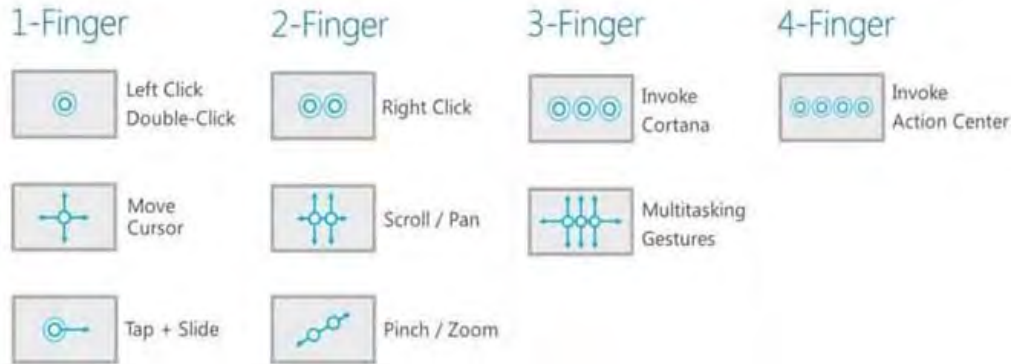 1-Finger
2-Finger
3-Finger
4-Finger
Left Click
Double-Click
Right Click
Invoke
Cortana
Invoke
Action Center
Move
Cursor
Scroll / Pan
Multitasking
Gestures
Tap + Slide
Pinch / Zoom